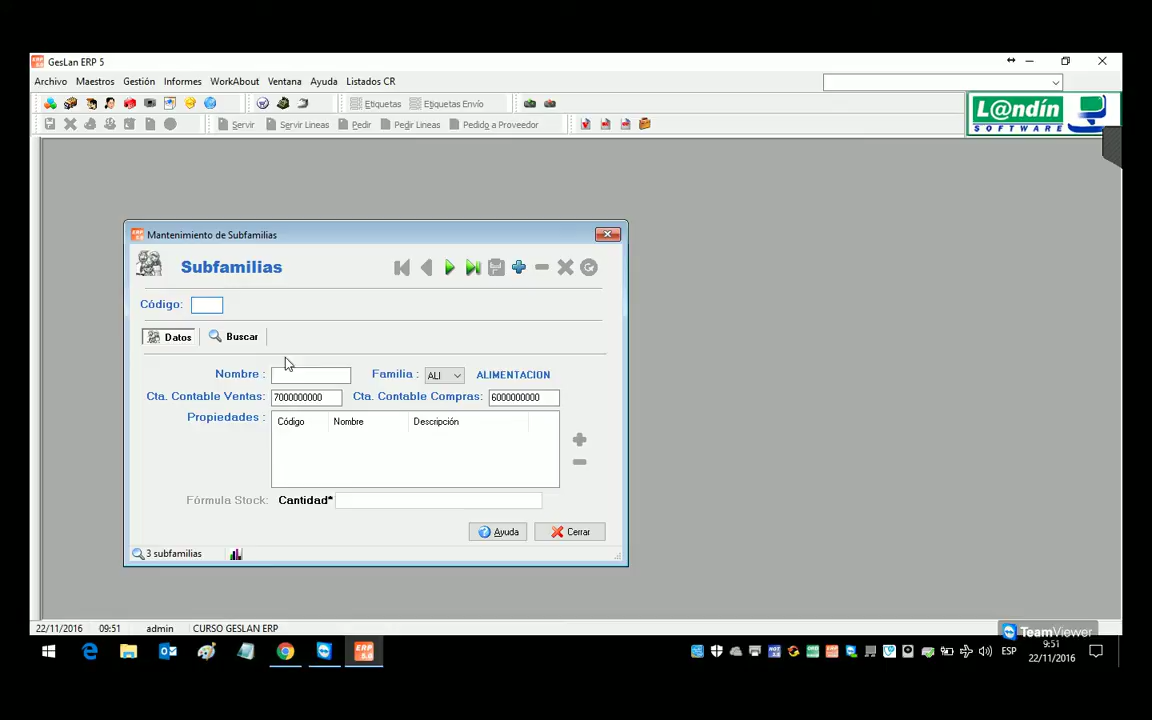 GesLan ERP 5
Archivo Maestros Gestión Informes WorkAbout Ventana Ayuda Listados CR
Etiquetas Etiquetas Envío
Servir Servir Lineas Pedir Pedir Lineas Pedido a Proveedor
L@ndín
SOFTWARE
Mantenimiento de Subfamilias
Subfamilias
Código:
Datos Buscar
Nombre : Familia : ALI ALIMENTACION
Cta. Contable Ventas: 7000000000 Cta. Contable Compras: 6000000000
Propiedades : Código Nombre Descripción
Fórmula Stock: Cantidad*
Ayuda Cerrar
3 subfamilias
22/11/2016 09:51 admin CURSO GESLAN ERP
TeamViewer
ESP
9:51
22/11/2016